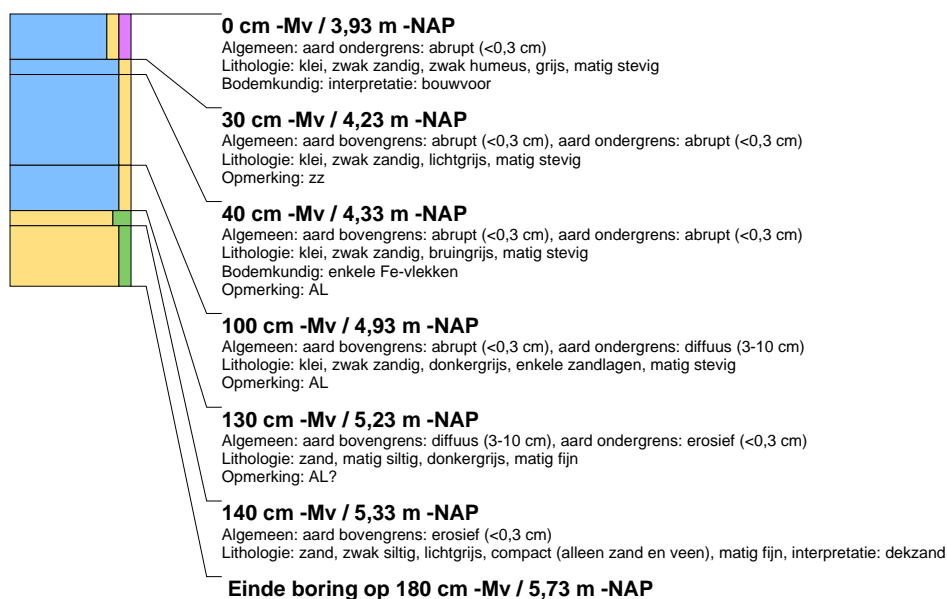 0 cm -Mv / 3,93 m -NAP
Algemeen: aard ondergrens: abrupt (<0,3 cm)
Lithologie: klei, zwak zandig, zwak humeus, grijs, matig stevig
Bodemkundig: interpretatie: bouwvoor
30 cm -Mv / 4,23 m -NAP
Algemeen: aard bovengrens: abrupt (<0,3 cm), aard ondergrens: abrupt (<0,3 cm)
Lithologie: klei, zwak zandig, lichtgrijs, matig stevig
Opmerking: zz
40 cm -Mv / 4,33 m -NAP
Algemeen: aard bovengrens: abrupt (<0,3 cm), aard ondergrens: abrupt (<0,3 cm)
Lithologie: klei, zwak zandig, bruingrijs, matig stevig
Bodemkundig: enkele Fe-vlekken
Opmerking: AL
100 cm -Mv / 4,93 m -NAP
Algemeen: aard bovengrens: abrupt (<0,3 cm), aard ondergrens: diffuus (3-10 cm)
Lithologie: klei, zwak zandig, donkergrijs, enkele zandlagen, matig stevig
Opmerking: AL
130 cm -Mv / 5,23 m -NAP
Algemeen: aard bovengrens: diffuus (3-10 cm), aard ondergrens: erosief (<0,3 cm)
Lithologie: zand, matig siltig, donkergrijs, matig fijn
Opmerking: AL?
140 cm -Mv / 5,33 m -NAP
Algemeen: aard bovengrens: erosief (<0,3 cm)
Lithologie: zand, zwak siltig, lichtgrijs, compact (alleen zand en veen), matig fijn, interpretatie: dekzand
Einde boring op 180 cm -Mv / 5,73 m -NAP